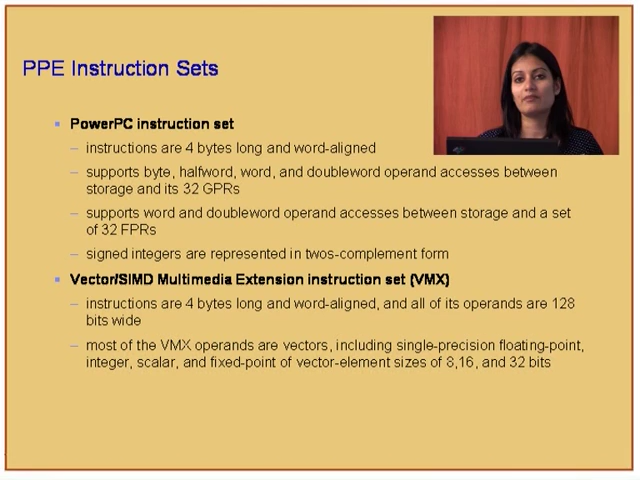 PPE Instruction Sets
PowerPC instruction set
– instructions are 4 bytes long and word-aligned
– supports byte, halfword, word, and doubleword operand accesses between
storage and its 32 GPRs
– supports word and doubleword operand accesses between storage and a set
of 32 FPRs
– signed integers are represented in twos-complement form
Vector/SIMD Multimedia Extension instruction set (VMX)
– instructions are 4 bytes long and word-aligned, and all of its operands are 128
bits wide
– most of the VMX operands are vectors, including single-precision floating-point,
integer, scalar, and fixed-point of vector-element sizes of 8,16, and 32 bits